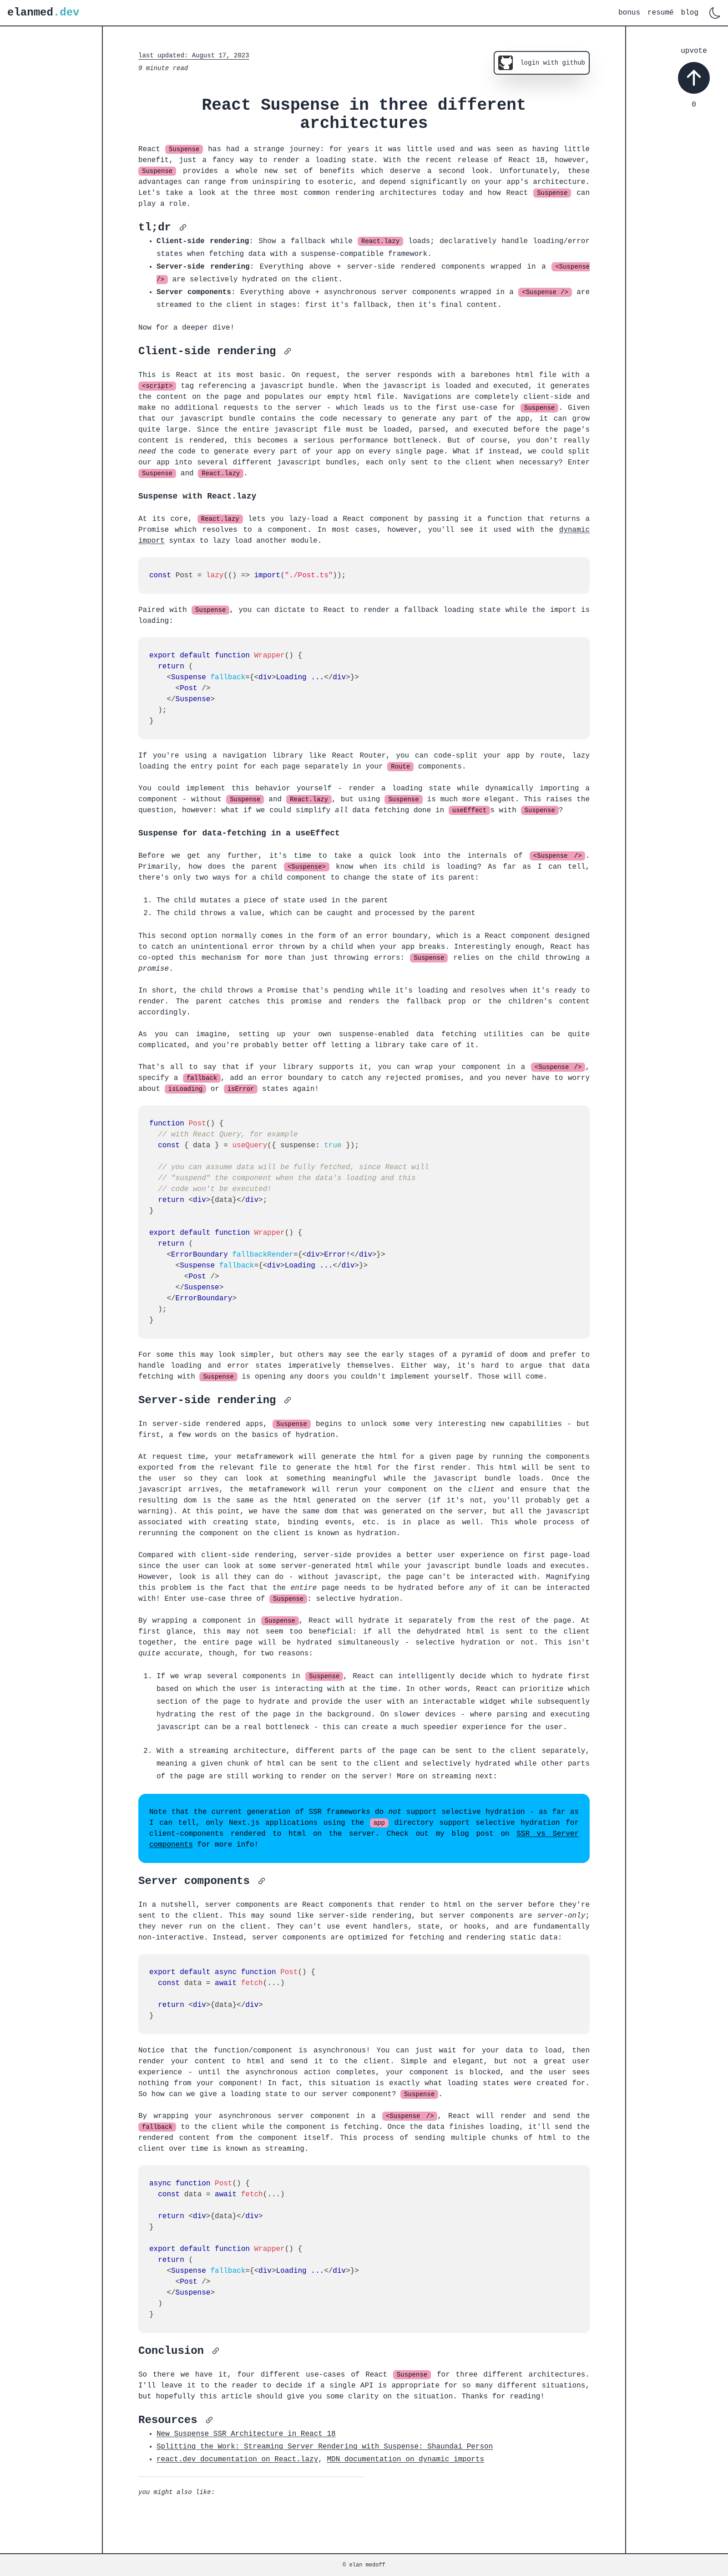 elanmed.dev
bonus resumé blog
last updated: August 17, 2023
9 minute read
login with github
upvote
0
React Suspense in three different
architectures
React Suspense has had a strange journey: for years it was little used and was seen as having little
benefit, just a fancy way to render a loading state. With the recent release of React 18, however,
Suspense provides a whole new set of benefits which deserve a second look. Unfortunately, these
advantages can range from uninspiring to esoteric, and depend significantly on your app's architecture.
Let's take a look at the three most common rendering architectures today and how React Suspense can
play a role.
tl;dr
• Client-side rendering: Show a fallback while React.lazy loads; declaratively handle loading/error
states when fetching data with a suspense-compatible framework.
• Server-side rendering: Everything above + server-side rendered components wrapped in a <Suspense
/> are selectively hydrated on the client.
• Server components: Everything above + asynchronous server components wrapped in a <Suspense /> are
streamed to the client in stages: first it's fallback, then it's final content.
Now for a deeper dive!
Client-side rendering
This is React at its most basic. On request, the server responds with a barebones html file with a
<script> tag referencing a javascript bundle. When the javascript is loaded and executed, it generates
the content on the page and populates our empty html file. Navigations are completely client-side and
make no additional requests to the server - which leads us to the first use-case for Suspense. Given
that our javascript bundle contains the code necessary to generate any part of the app, it can grow
quite large. Since the entire javascript file must be loaded, parsed, and executed before the page's
content is rendered, this becomes a serious performance bottleneck. But of course, you don't really
need the code to generate every part of your app on every single page. What if instead, we could split
our app into several different javascript bundles, each only sent to the client when necessary? Enter
Suspense and React.lazy.
Suspense with React.lazy
At its core, React.lazy lets you lazy-load a React component by passing it a function that returns a
Promise which resolves to a component. In most cases, however, you'll see it used with the dynamic
import syntax to lazy load another module.
const Post = lazy(() => import("./Post.ts"));
Paired with Suspense, you can dictate to React to render a fallback loading state while the import is
loading:
export default function Wrapper() {
return (
<Suspense fallback={<div>Loading ...</div>}>
<Post />
</Suspense>
);
}
If you're using a navigation library like React Router, you can code-split your app by route, lazy
loading the entry point for each page separately in your Route components.
You could implement this behavior yourself - render a loading state while dynamically importing a
component - without Suspense and React.lazy, but using Suspense is much more elegant. This raises the
question, however: what if we could simplify all data fetching done in useEffects with Suspense?
Suspense for data-fetching in a useEffect
Before we get any further, it's time to take a quick look into the internals of <Suspense />.
Primarily, how does the parent <Suspense> know when its child is loading? As far as I can tell,
there's only two ways for a child component to change the state of its parent:
1. The child mutates a piece of state used in the parent
2. The child throws a value, which can be caught and processed by the parent
This second option normally comes in the form of an error boundary, which is a React component designed
to catch an unintentional error thrown by a child when your app breaks. Interestingly enough, React has
co-opted this mechanism for more than just throwing errors: Suspense relies on the child throwing a
promise.
In short, the child throws a Promise that's pending while it's loading and resolves when it's ready to
render. The parent catches this promise and renders the fallback prop or the children's content
accordingly.
As you can imagine, setting up your own suspense-enabled data fetching utilities can be quite
complicated, and you're probably better off letting a library take care of it.
That's all to say that if your library supports it, you can wrap your component in a <Suspense />,
specify a fallback, add an error boundary to catch any rejected promises, and you never have to worry
about isLoading or isError states again!
function Post() {
// with React Query, for example
const { data } = useQuery({ suspense: true });
// you can assume data will be fully fetched, since React will
// "suspend" the component when the data's loading and this
// code won't be executed!
return <div>{data}</div>;
}
export default function Wrapper() {
return (
<ErrorBoundary fallbackRender={<div>Error!</div>}>
<Suspense fallback={<div>Loading ...</div>}>
<Post />
</Suspense>
</ErrorBoundary>
);
}
For some this may look simpler, but others may see the early stages of a pyramid of doom and prefer to
handle loading and error states imperatively themselves. Either way, it's hard to argue that data
fetching with Suspense is opening any doors you couldn't implement yourself. Those will come.
Server-side rendering
In server-side rendered apps, Suspense begins to unlock some very interesting new capabilities - but
first, a few words on the basics of hydration.
At request time, your metaframework will generate the html for a given page by running the components
exported from the relevant file to generate the html for the first render. This html will be sent to
the user so they can look at something meaningful while the javascript bundle loads. Once the
javascript arrives, the metaframework will rerun your component on the client and ensure that the
resulting dom is the same as the html generated on the server (if it's not, you'll probably get a
warning). At this point, we have the same dom that was generated on the server, but all the javascript
associated with creating state, binding events, etc. is in place as well. This whole process of
rerunning the component on the client is known as hydration.
Compared with client-side rendering, server-side provides a better user experience on first page-load
since the user can look at some server-generated html while your javascript bundle loads and executes.
However, look is all they can do - without javascript, the page can't be interacted with. Magnifying
this problem is the fact that the entire page needs to be hydrated before any of it can be interacted
with! Enter use-case three of Suspense: selective hydration.
By wrapping a component in Suspense, React will hydrate it separately from the rest of the page. At
first glance, this may not seem too beneficial: if all the dehydrated html is sent to the client
together, the entire page will be hydrated simultaneously - selective hydration or not. This isn't
quite accurate, though, for two reasons:
1. If we wrap several components in Suspense, React can intelligently decide which to hydrate first
based on which the user is interacting with at the time. In other words, React can prioritize which
section of the page to hydrate and provide the user with an interactable widget while subsequently
hydrating the rest of the page in the background. On slower devices - where parsing and executing
javascript can be a real bottleneck - this can create a much speedier experience for the user.
2. With a streaming architecture, different parts of the page can be sent to the client separately,
meaning a given chunk of html can be sent to the client and selectively hydrated while other parts
of the page are still working to render on the server! More on streaming next:
Note that the current generation of SSR frameworks do not support selective hydration - as far as
I can tell, only Next.js applications using the app directory support selective hydration for
client-components rendered to html on the server. Check out my blog post on SSR vs Server
components for more info!
Server components
In a nutshell, server components are React components that render to html on the server before they're
sent to the client. This may sound like server-side rendering, but server components are server-only;
they never run on the client. They can't use event handlers, state, or hooks, and are fundamentally
non-interactive. Instead, server components are optimized for fetching and rendering static data:
export default async function Post() {
const data = await fetch(...)
return <div>{data}</div>
}
Notice that the function/component is asynchronous! You can just wait for your data to load, then
render your content to html and send it to the client. Simple and elegant, but not a great user
experience - until the asynchronous action completes, your component is blocked, and the user sees
nothing from your component! In fact, this situation is exactly what loading states were created for.
So how can we give a loading state to our server component? Suspense.
By wrapping your asynchronous server component in a <Suspense />, React will render and send the
fallback to the client while the component is fetching. Once the data finishes loading, it'll send the
rendered content from the component itself. This process of sending multiple chunks of html to the
client over time is known as streaming.
async function Post() {
const data = await fetch(...)
return <div>{data}</div>
}
export default function Wrapper() {
return (
<Suspense fallback={<div>Loading ...</div>}>
<Post />
</Suspense>
)
}
Conclusion
So there we have it, four different use-cases of React Suspense for three different architectures.
I'll leave it to the reader to decide if a single API is appropriate for so many different situations,
but hopefully this article should give you some clarity on the situation. Thanks for reading!
Resources
• New Suspense SSR Architecture in React 18
• Splitting the Work: Streaming Server Rendering with Suspense: Shaundai Person
• react.dev documentation on React.lazy, MDN documentation on dynamic imports
you might also like:
© elan medoff